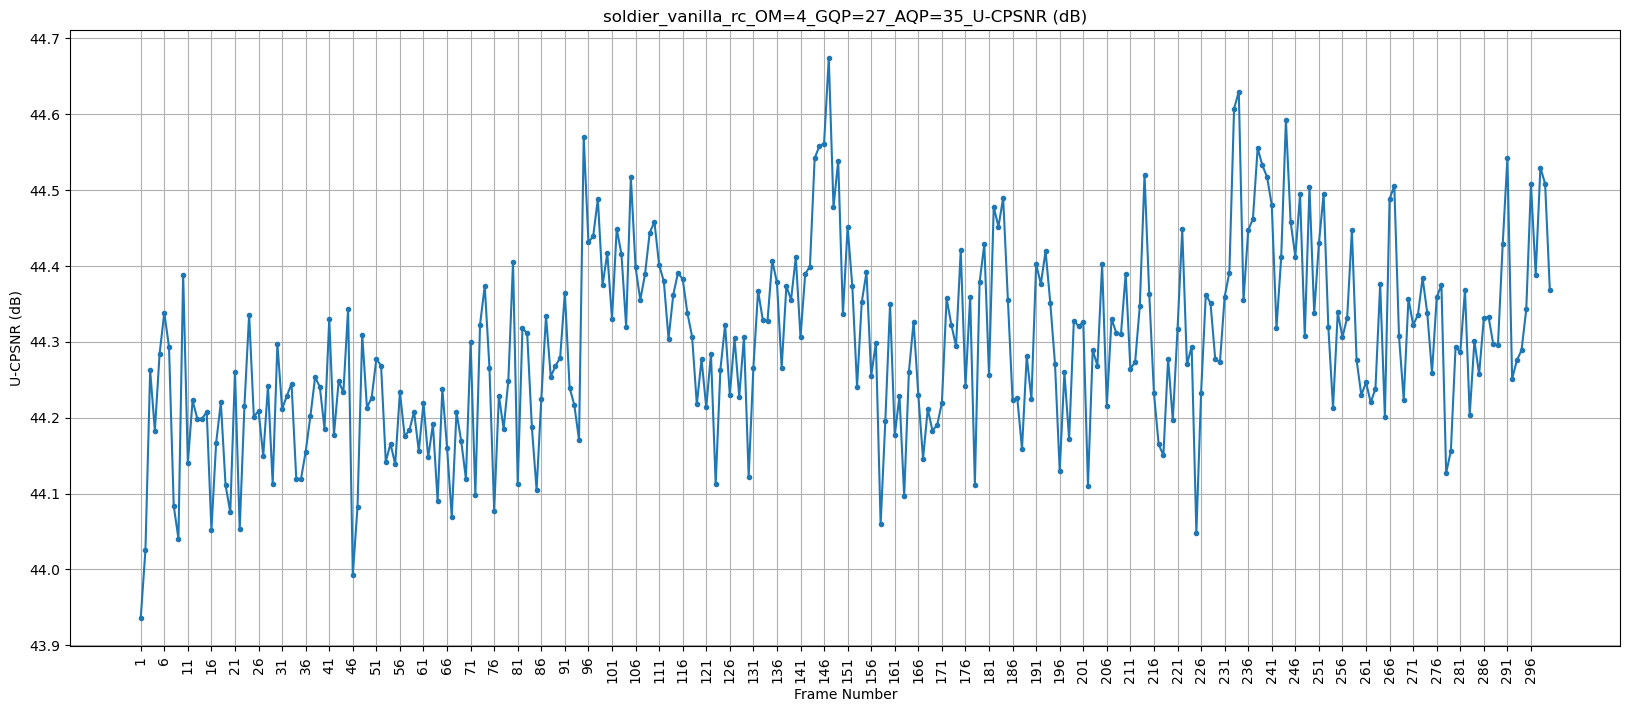 soldier_vanilla_rc_OM=4_GQP=27_AQP=35_U-CPSNR (dB)
44.7
44.6
44.5
44.4
44.3
44.2
44.1
44.0
43.9
U-CPSNR (dB)
1 6 11 16 21 26 31 36 41 46 51 56 61 66 71 76 81 86 91 96 101 106 111 116 121 126 131 136 141 146 151 156 161 166 171 176 181 186 191 196 201 206 211 216 221 226 231 236 241 246 251 256 261 266 271 276 281 286 291 296
Frame Number